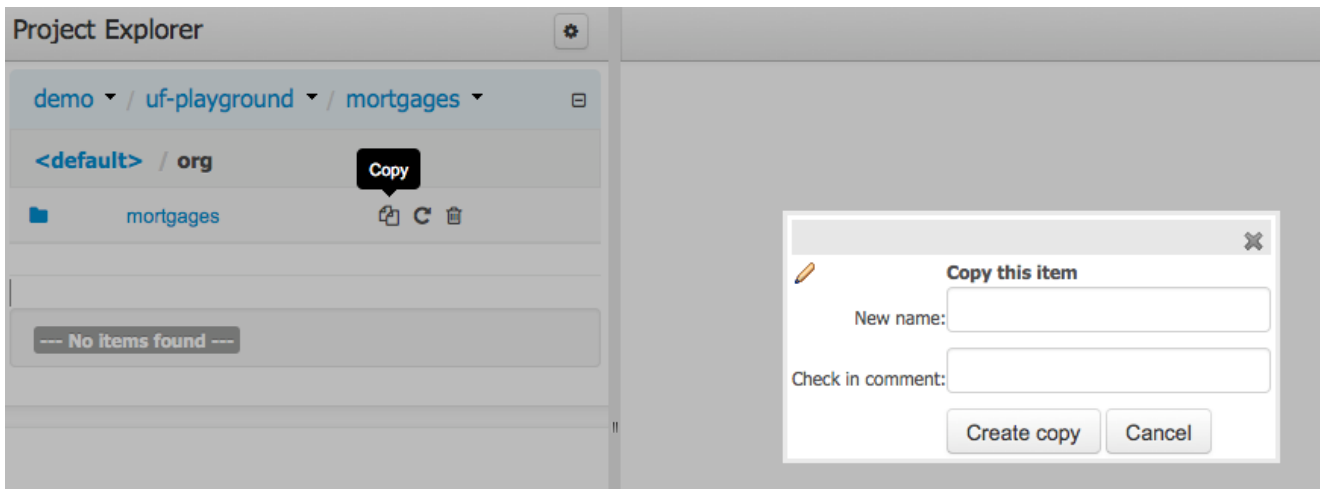 Project Explorer
demo / uf-playground / mortgages
<default> / org
Copy
mortgages
--- No items found ---
Copy this item
New name:
Check in comment:
Create copy Cancel